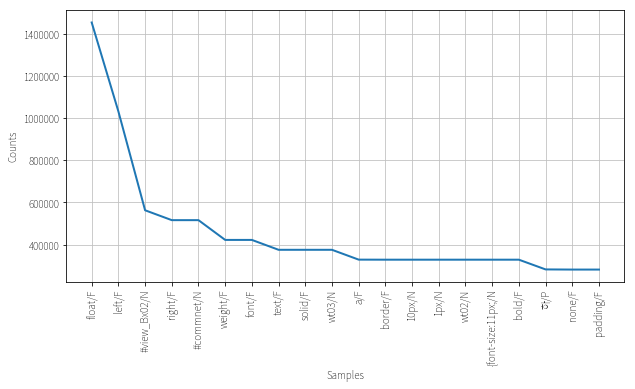 1400000
1200000
1000000
800000
600000
400000
Counts
float/F
left/F
#view_Bx02/N
right/F
#comminet/N
weight/F
font/F
text/F
solid/F
wt03/N
a/F
border/F
10px/N
1px/N
wt02/N
{font-size:11px;/N
bold/F
none/F
padding/F
Samples